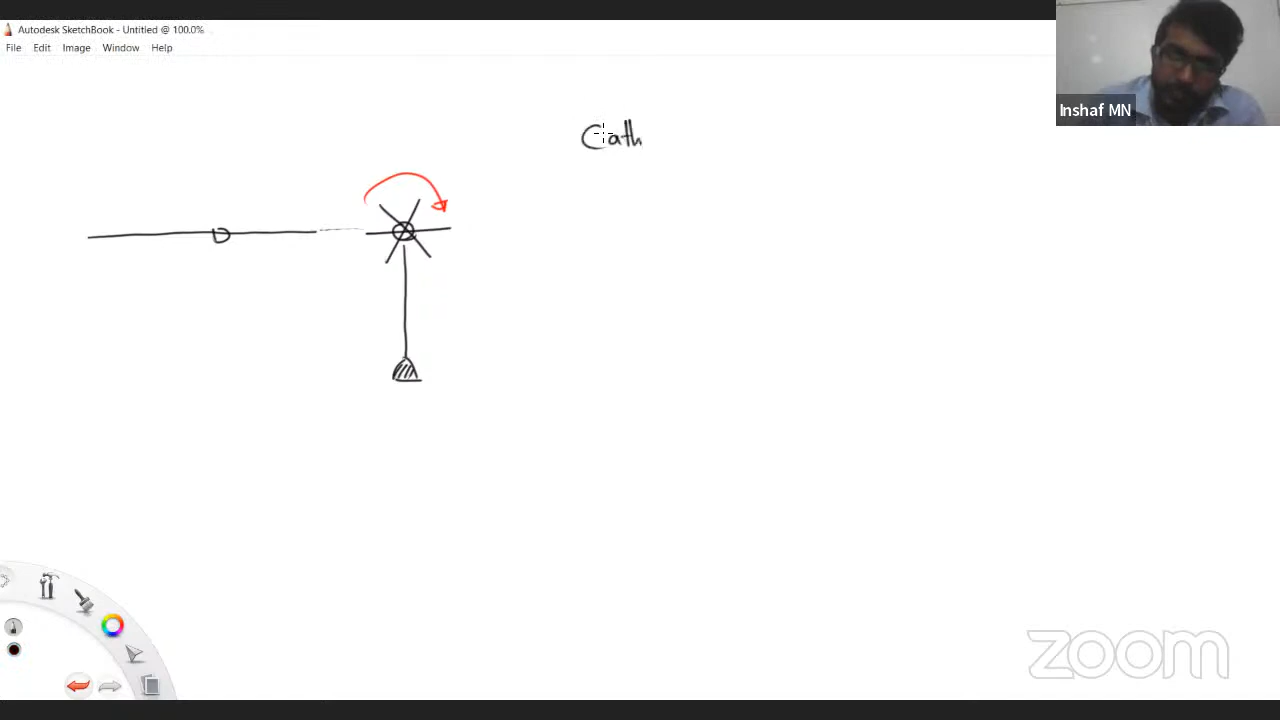 Autodesk SketchBook - Untitled @ 100.0%
File Edit Image Window Help
Inshaf MN
Cath
zoom